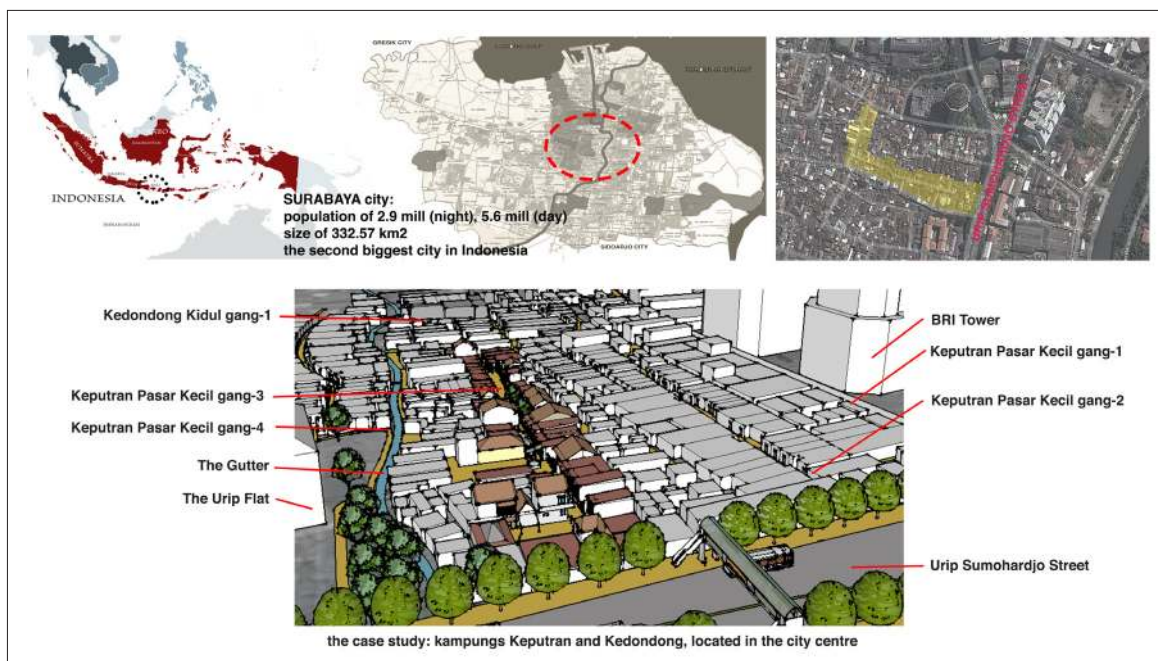 GRESIK CITY
SUMATRA
INDONESIA
SURABAYA city:
population of 2.9 mill (night), 5.6 mill (day)
size of 332.57 km2
the second biggest city in Indonesia
SIDOARJO CITY
Kedondong Kidul gang-1
Keputran Pasar Kecil gang-3
Keputran Pasar Kecil gang-4
The Gutter
The Urip Flat
BRI Tower
Keputran Pasar Kecil gang-1
Keputran Pasar Kecil gang-2
Urip Sumohardjo Street
the case study: kampungs Keputran and Kedondong, located in the city centre